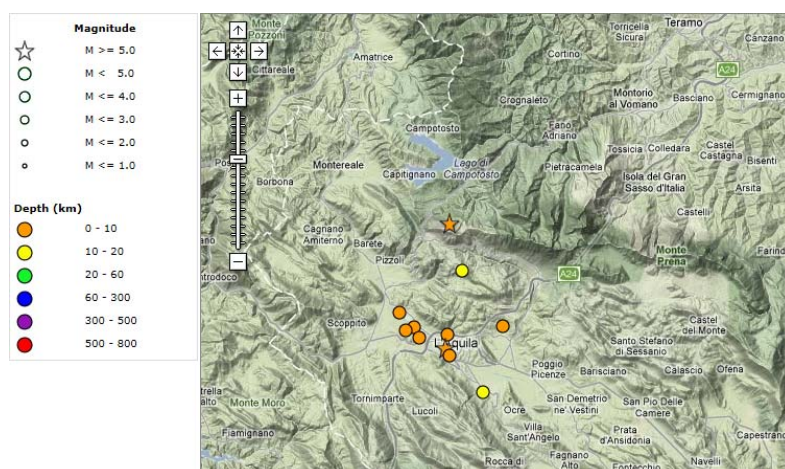 Magnitude
M >= 5.0
M < 5.0
M <= 4.0
M <= 3.0
M <= 2.0
M <= 1.0
Depth (km)
0 - 10
10 - 20
20 - 60
60 - 300
300 - 500
500 - 800
Monte
Pozzoni
Cittareale
Amatrice
Torricella
Sicura
Teramo
Canzano
Cortino
A24
Crognaleto
Montorio
al Vomano
Basciano
Cermignano
Campotosto
Fano
Adriano
Tossicia
Colledara
Castel
Castagna
Bisenti
Montereale
Lago di
Campotosto
Capitignano
Pietracamela
Isola del Gran
Sasso d'Italia
Borbona
Arsita
Castelli
Cagnano
Amiterno
Barete
Pizzoli
Monte
Prena
Farind
A24
ntrodoco
Scoppito
L'Aquila
Castel
del Monte
Santo Stefano
di Sessanio
Poggio
Picenze
Barisciano
Calascio
Ofena
Monte Moro
Tornimparte
Lucoli
Ocre
San Demetrio
ne' Vestini
San Pio Delle
Camere
Fiamignano
Villa
Sant'Angelo
Prata
d'Ansidonia
Capestran
Rocca di
Fagnano
Alto
Fontecchio
Navelli